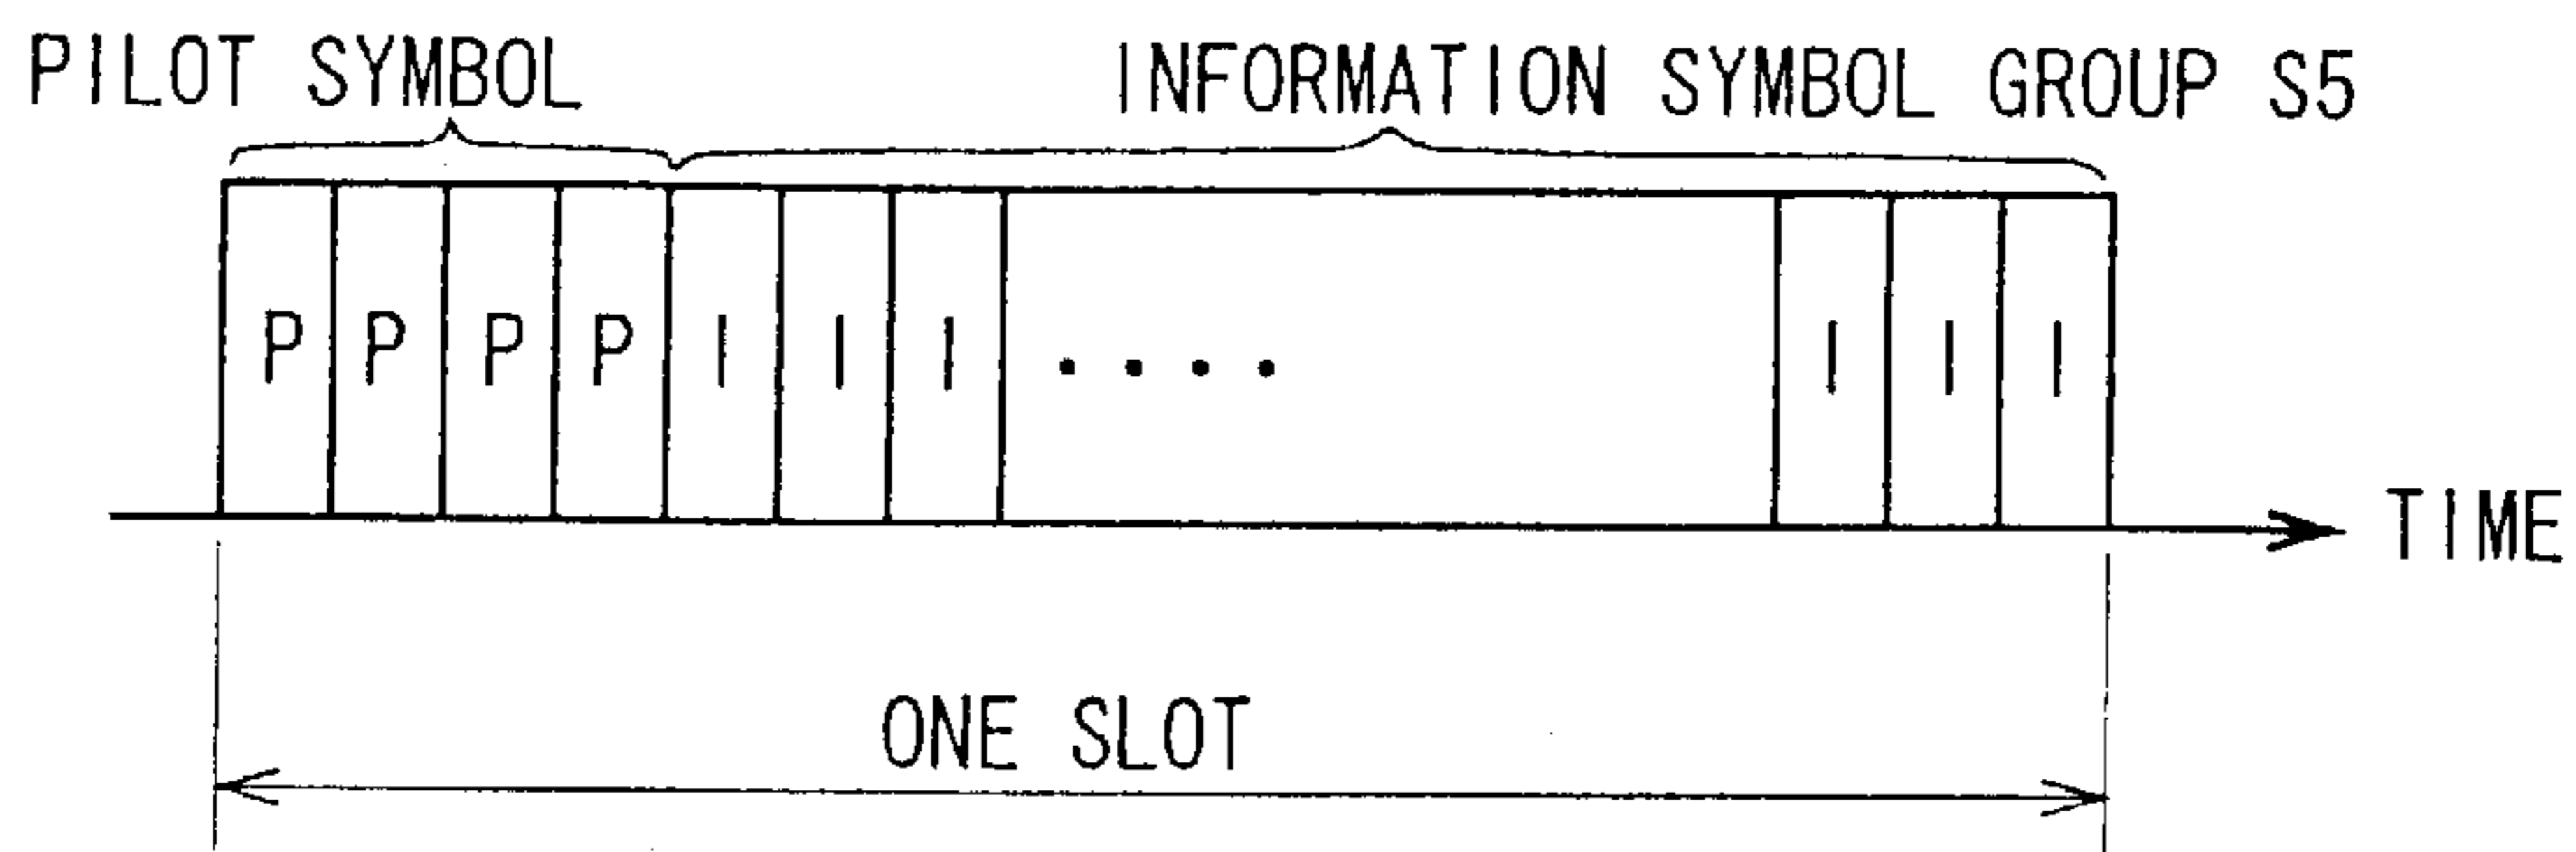 PILOT SYMBOL INFORMATION SYMBOL GROUP S5
P P P P I I I .... I I I
TIME
ONE SLOT